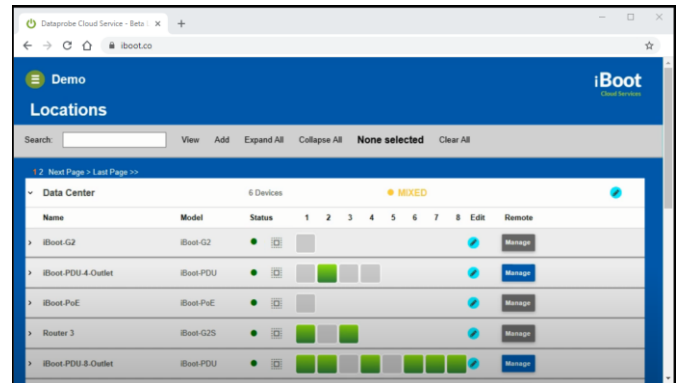 Dataprobe Cloud Service - Beta
iboot.co
Demo
iBoot
Cloud Services
Locations
Search: View Add Expand All Collapse All None selected Clear All
1 2 Next Page > Last Page >>
Data Center 6 Devices MIXED
Name Model Status 1 2 3 4 5 6 7 8 Edit Remote
iBoot-G2 iBoot-G2 Manage
iBoot-PDU-4-Outlet iBoot-PDU Manage
iBoot-PoE iBoot-PoE Manage
Router 3 iBoot-G2S Manage
iBoot-PDU-8-Outlet iBoot-PDU Manage